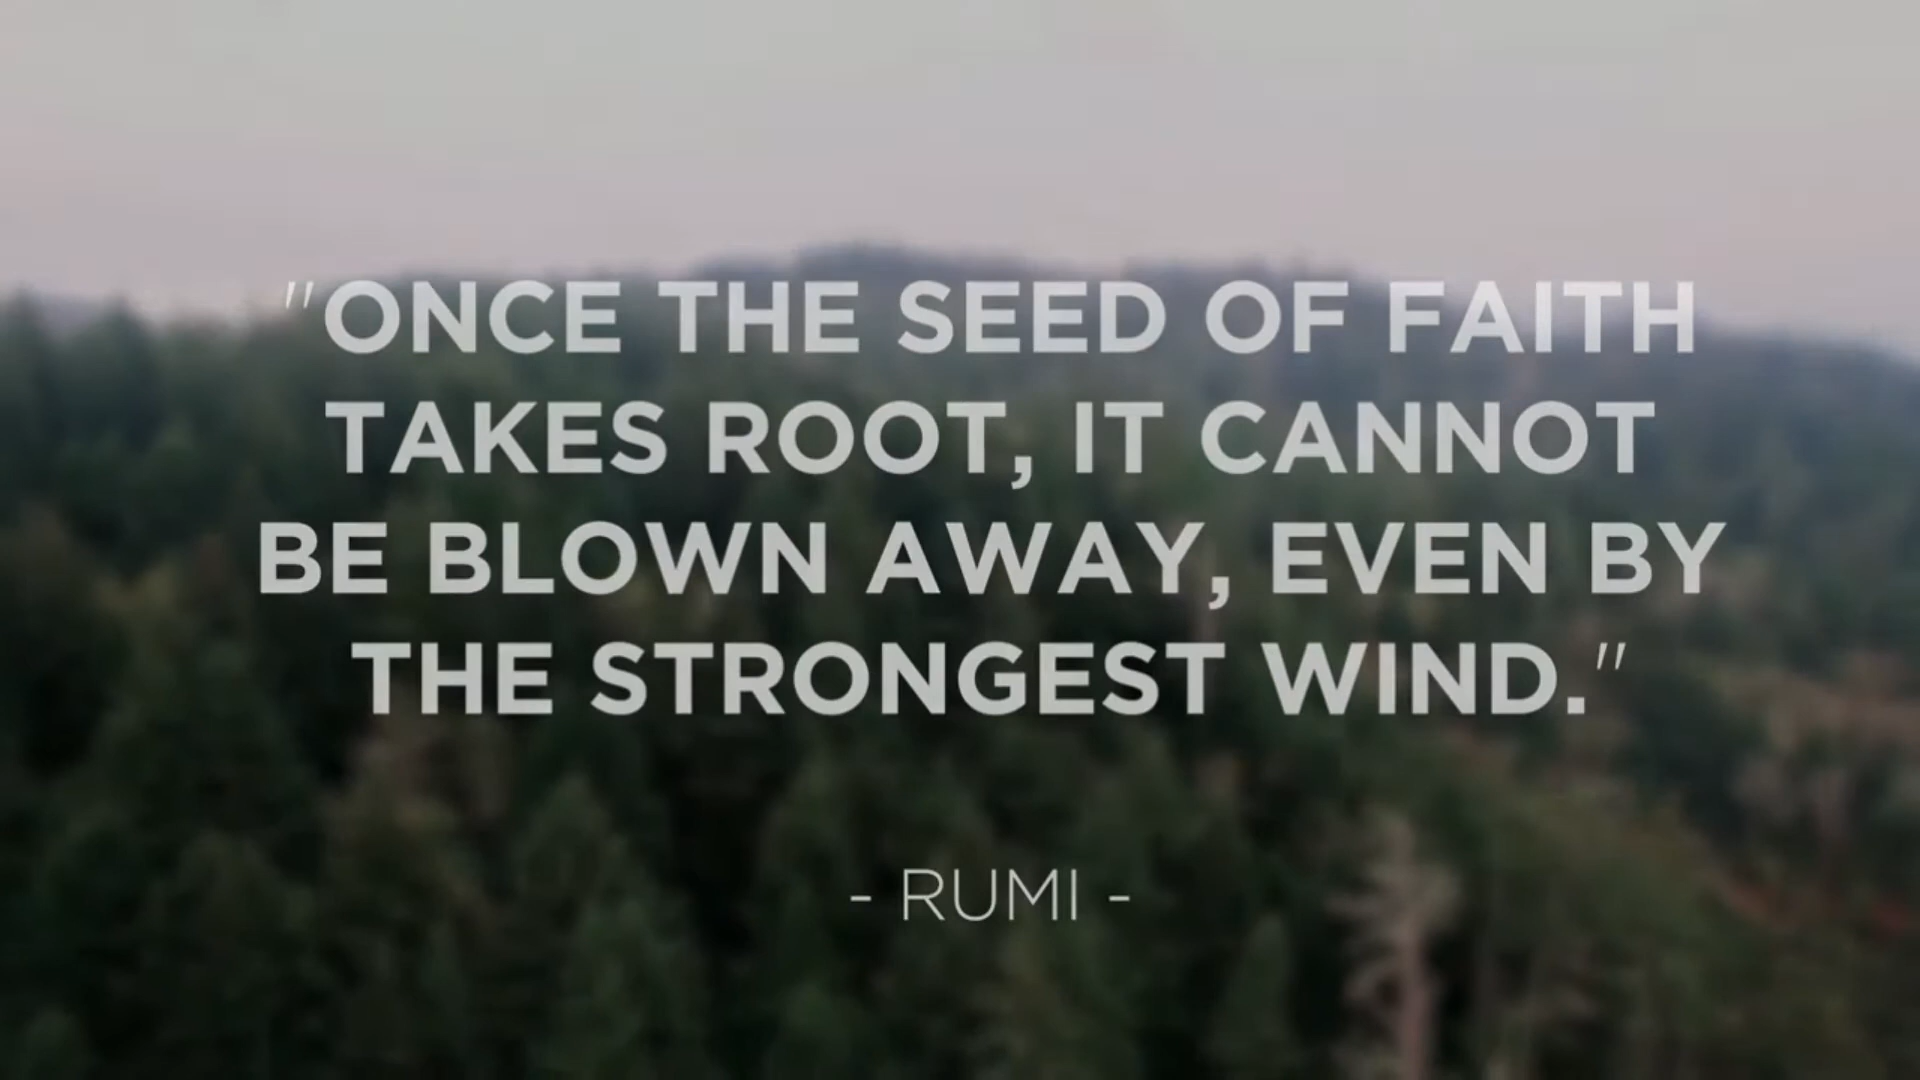 "ONCE THE SEED OF FAITH
TAKES ROOT, IT CANNOT
BE BLOWN AWAY, EVEN BY
THE STRONGEST WIND."
- RUMI -